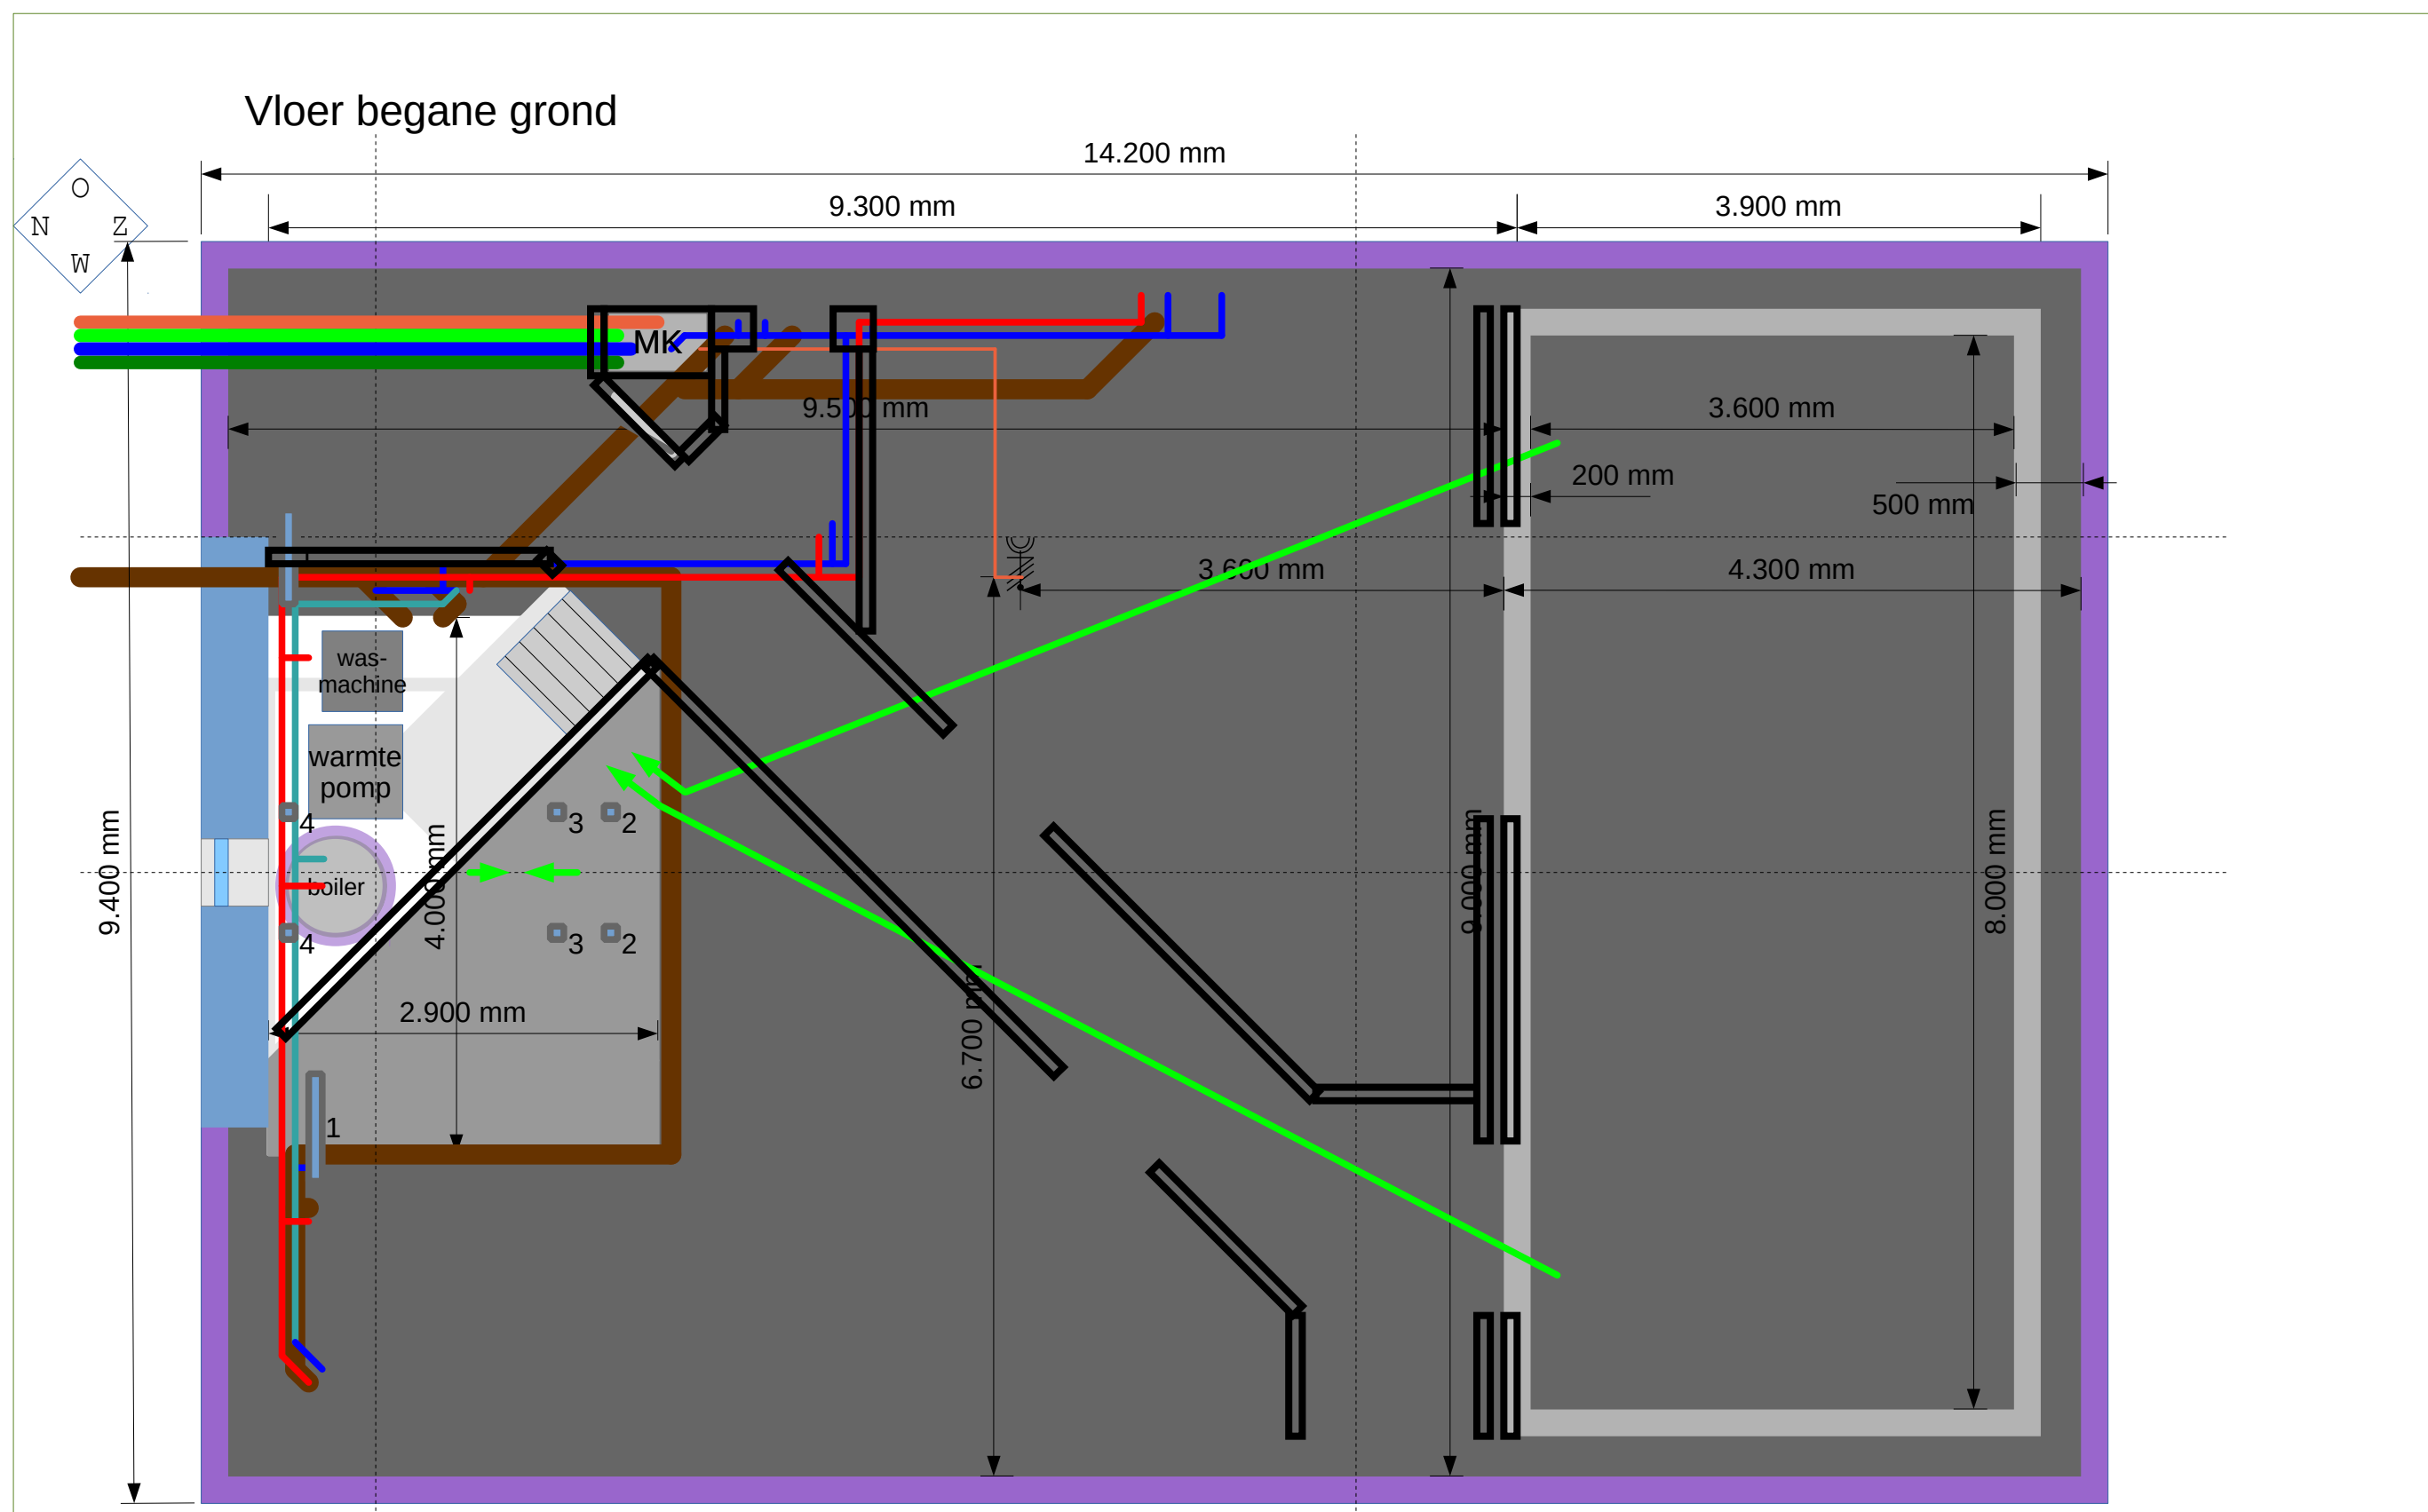 Vloer begane grond
14.200 mm
O
N Z
W
9.300 mm
3.900 mm
MK
9.500 mm
3.600 mm
200 mm
500 mm
3.600 mm
4.300 mm
was-
machine
warmte
pomp
4
3
2
boiler
4
3
2
9.400 mm
4.000 mm
9.000 mm
8.000 mm
2.900 mm
6.700 mm
1